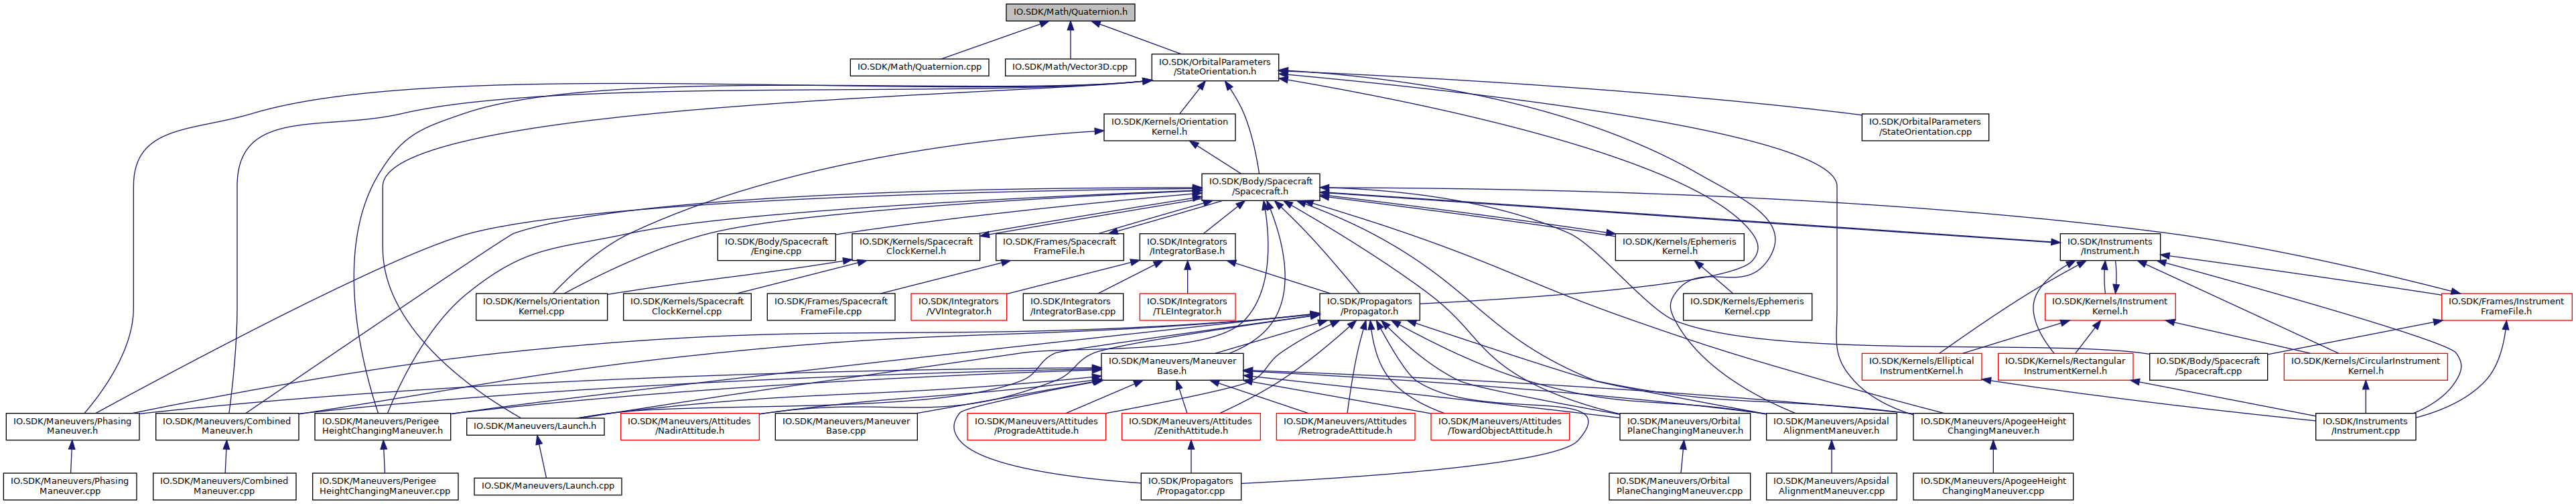 IO.SDK/Math/Quaternion.h
IO.SDK/Math/Quaternion.cpp
IO.SDK/Math/Vector3D.cpp
IO.SDK/OrbitalParameters
/StateOrientation.h
IO.SDK/Kernels/Orientation
Kernel.h
IO.SDK/OrbitalParameters
/StateOrientation.cpp
IO.SDK/Body/Spacecraft
/Spacecraft.h
IO.SDK/Body/Spacecraft
/Engine.cpp
IO.SDK/Kernels/Spacecraft
ClockKernel.h
IO.SDK/Frames/Spacecraft
FrameFile.h
IO.SDK/Integrators
/IntegratorBase.h
IO.SDK/Kernels/Ephemeris
Kernel.h
IO.SDK/Instruments
/Instrument.h
IO.SDK/Kernels/Orientation
Kernel.cpp
IO.SDK/Kernels/Spacecraft
ClockKernel.cpp
IO.SDK/Frames/Spacecraft
FrameFile.cpp
IO.SDK/Integrators
/VVIntegrator.h
IO.SDK/Integrators
/IntegratorBase.cpp
IO.SDK/Integrators
/TLEIntegrator.h
IO.SDK/Propagators
/Propagator.h
IO.SDK/Kernels/Ephemeris
Kernel.cpp
IO.SDK/Kernels/Instrument
Kernel.h
IO.SDK/Frames/Instrument
FrameFile.h
IO.SDK/Maneuvers/Maneuver
Base.h
IO.SDK/Kernels/Elliptical
InstrumentKernel.h
IO.SDK/Kernels/Rectangular
InstrumentKernel.h
IO.SDK/Body/Spacecraft
/Spacecraft.cpp
IO.SDK/Kernels/CircularInstrument
Kernel.h
IO.SDK/Maneuvers/Phasing
Maneuver.h
IO.SDK/Maneuvers/Combined
Maneuver.h
IO.SDK/Maneuvers/Perigee
HeightChangingManeuver.h
IO.SDK/Maneuvers/Launch.h
IO.SDK/Maneuvers/Attitudes
/NadirAttitude.h
IO.SDK/Maneuvers/Maneuver
Base.cpp
IO.SDK/Maneuvers/Attitudes
/ProgradeAttitude.h
IO.SDK/Maneuvers/Attitudes
/ZenithAttitude.h
IO.SDK/Maneuvers/Attitudes
/RetrogradeAttitude.h
IO.SDK/Maneuvers/Attitudes
/TowardObjectAttitude.h
IO.SDK/Maneuvers/Orbital
PlaneChangingManeuver.h
IO.SDK/Maneuvers/Apsidal
AlignmentManeuver.h
IO.SDK/Maneuvers/ApogeeHeight
ChangingManeuver.h
IO.SDK/Instruments
/Instrument.cpp
IO.SDK/Maneuvers/Phasing
Maneuver.cpp
IO.SDK/Maneuvers/Combined
Maneuver.cpp
IO.SDK/Maneuvers/Perigee
HeightChangingManeuver.cpp
IO.SDK/Maneuvers/Launch.cpp
IO.SDK/Propagators
/Propagator.cpp
IO.SDK/Maneuvers/Orbital
PlaneChangingManeuver.cpp
IO.SDK/Maneuvers/Apsidal
AlignmentManeuver.cpp
IO.SDK/Maneuvers/ApogeeHeight
ChangingManeuver.cpp